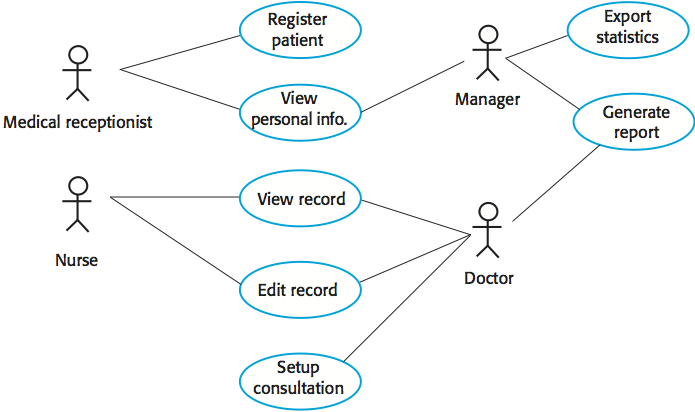 Register
patient
Export
statistics
Medical receptionist
View
personal info.
Manager
Generate
report
Nurse
View record
Doctor
Edit record
Setup
consultation